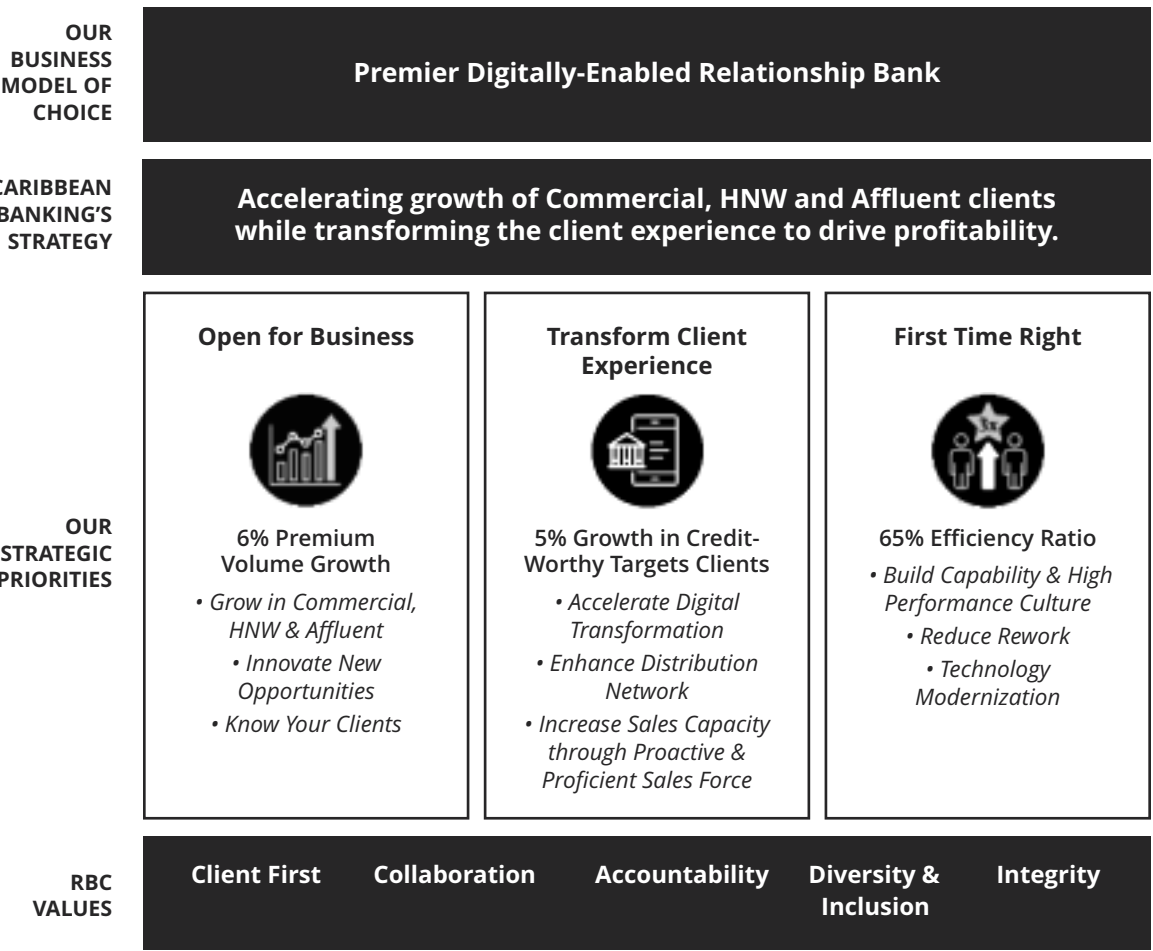 OUR
BUSINESS
MODEL OF
CHOICE
Premier Digitally-Enabled Relationship Bank
CARIBBEAN
BANKING’S
STRATEGY
Accelerating growth of Commercial, HNW and Affluent clients
while transforming the client experience to drive profitability.
OUR
STRATEGIC
PRIORITIES
Open for Business
6% Premium
Volume Growth
• Grow in Commercial,
HNW & Affluent
• Innovate New
Opportunities
• Know Your Clients
Transform Client
Experience
5% Growth in Credit-
Worthy Targets Clients
• Accelerate Digital
Transformation
• Enhance Distribution
Network
• Increase Sales Capacity
through Proactive &
Proficient Sales Force
First Time Right
65% Efficiency Ratio
• Build Capability & High
Performance Culture
• Reduce Rework
• Technology
Modernization
RBC
VALUES
Client First
Collaboration
Accountability
Diversity &
Inclusion
Integrity